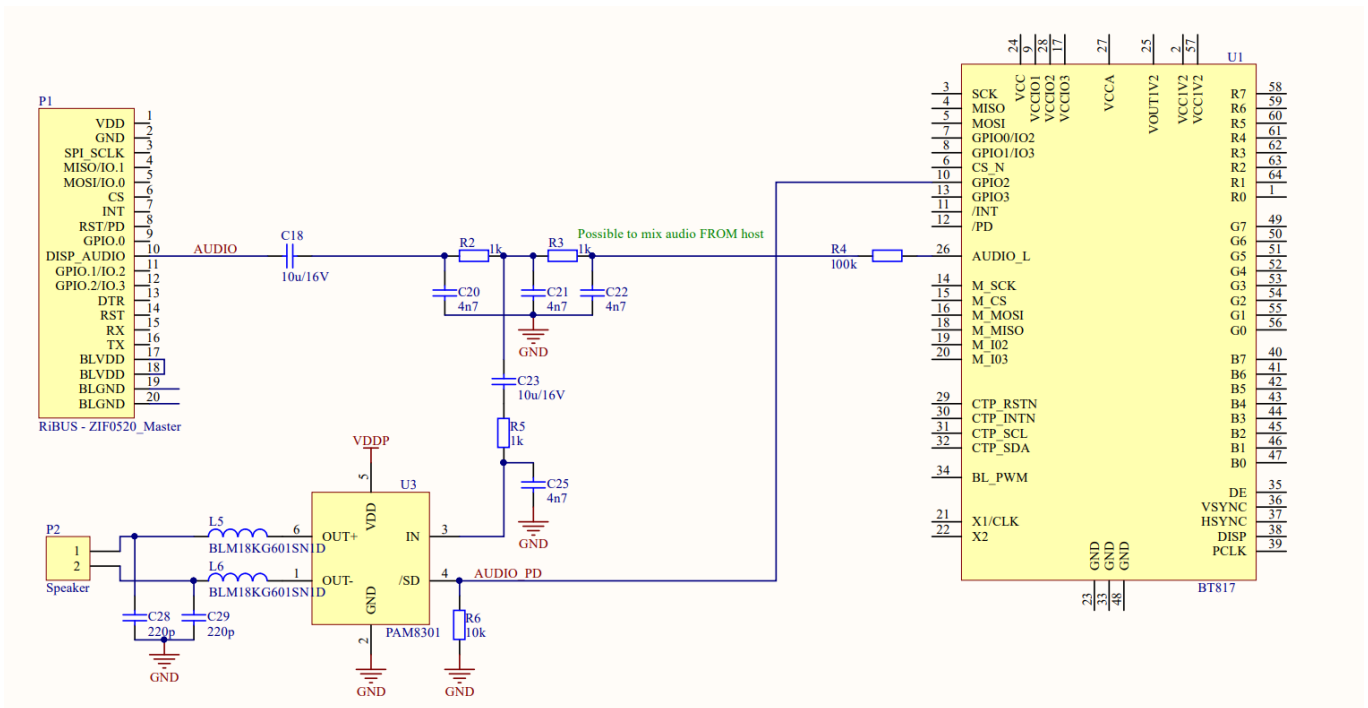 P1
VDD 1
GND 2
SPI_SCLK 3
MISO/IO.1 4
MOSI/IO.0 5
CS 6
INT 7
RST/PD 8
GPIO.0 9
DISP_AUDIO 10
GPIO.1/IO.2 11
GPIO.2/IO.3 12
DTR 13
RST 14
RX 15
TX 16
BLVDD 17
BLVDD 18
BLGND 19
BLGND 20
RiBUS - ZIF0520_Master
AUDIO
C18
10u/16V
R2 1k
R3 1k
Possible to mix audio FROM host
R4
100k
C20
4n7
C21
4n7
C22
4n7
GND
C23
10u/16V
R5
1k
C25
4n7
GND
VDDP
U3
5
VDD
6 OUT+
1 OUT-
IN 3
/SD 4
GND
2
PAM8301
GND
AUDIO_PD
R6
10k
GND
P2
1
2
Speaker
L5
BLM18KG601SN1D
L6
BLM18KG601SN1D
C28
220p
C29
220p
GND
U1
24 VCC
9 VCCIO1
28 VCCIO2
17 VCCIO3
27 VCCA
25 VOUT1V2
2 VCC1V2
57 VCC1V2
3 SCK
4 MISO
5 MOSI
7 GPIO0/IO2
8 GPIO1/IO3
6 CS_N
10 GPIO2
13 GPIO3
11 /INT
12 /PD
26 AUDIO_L
14 M_SCK
15 M_CS
16 M_MOSI
18 M_MISO
19 M_I02
20 M_I03
29 CTP_RSTN
30 CTP_INTN
31 CTP_SCL
32 CTP_SDA
34 BL_PWM
21 X1/CLK
22 X2
R7 58
R6 59
R5 60
R4 61
R3 62
R2 63
R1 64
R0 1
G7 49
G6 50
G5 51
G4 52
G3 53
G2 54
G1 55
G0 56
B7 40
B6 41
B5 42
B4 43
B3 44
B2 45
B1 46
B0 47
DE 35
VSYNC 36
HSYNC 37
DISP 38
PCLK 39
GND 23
GND 33
GND 48
BT817